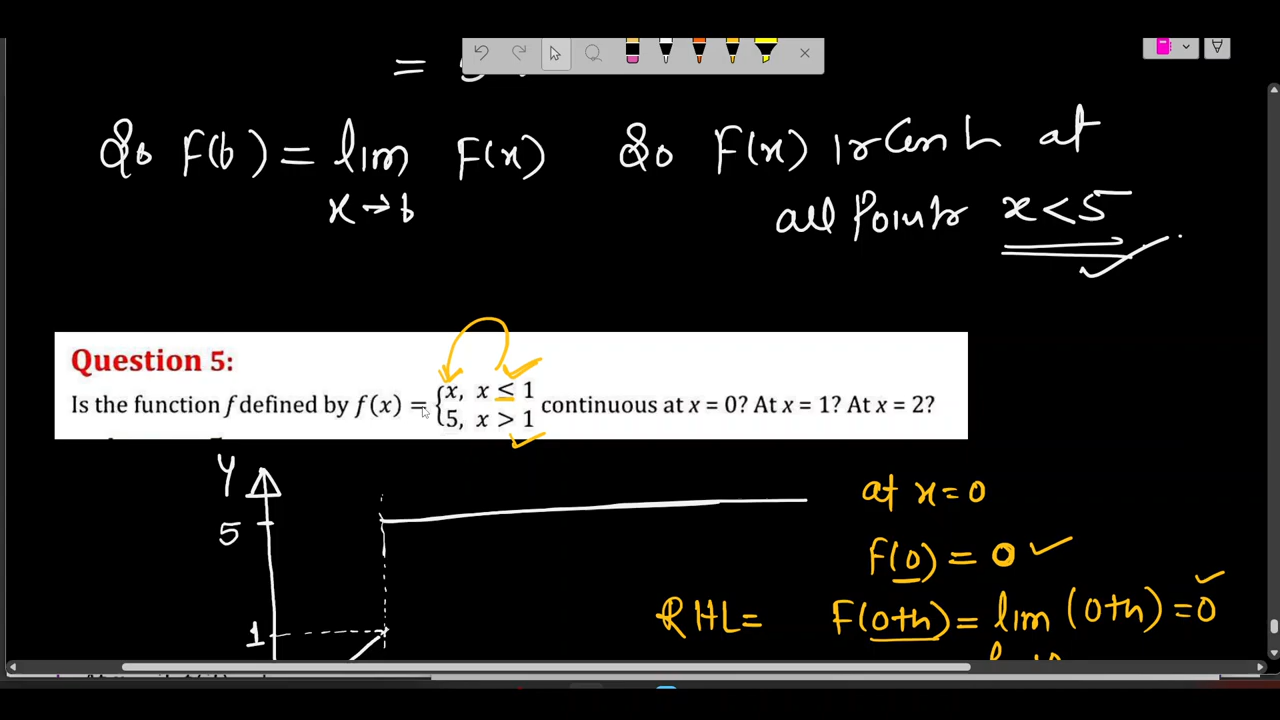 =
So F(b) = lim F(x) So F(x) is Cont at
x→b
all Points x < 5
Question 5:
Is the function f defined by f(x) = {x, x ≤ 1
5, x > 1 continuous at x = 0? At x = 1? At x = 2?
Y
5
1
at x = 0
F(0) = 0
RHL = F(0+h) = lim (0+h) = 0